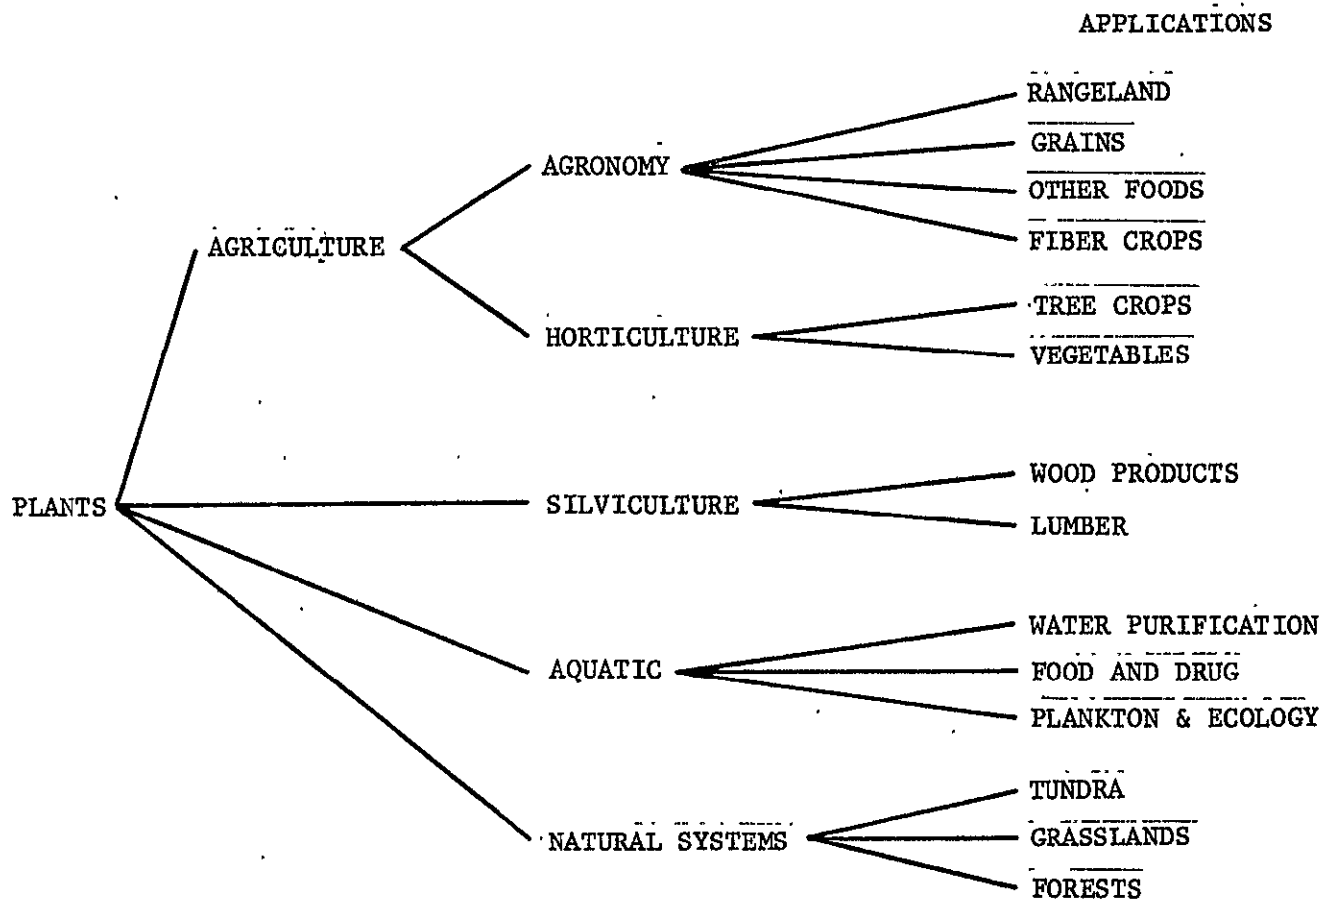 APPLICATIONS
RANGELAND
GRAINS
AGRONOMY
OTHER FOODS
FIBER CROPS
AGRICULTURE
TREE CROPS
HORTICULTURE
VEGETABLES
WOOD PRODUCTS
PLANTS
SILVICULTURE
LUMBER
WATER PURIFICATION
AQUATIC
FOOD AND DRUG
PLANKTON & ECOLOGY
TUNDRA
NATURAL SYSTEMS
GRASSLANDS
FORESTS